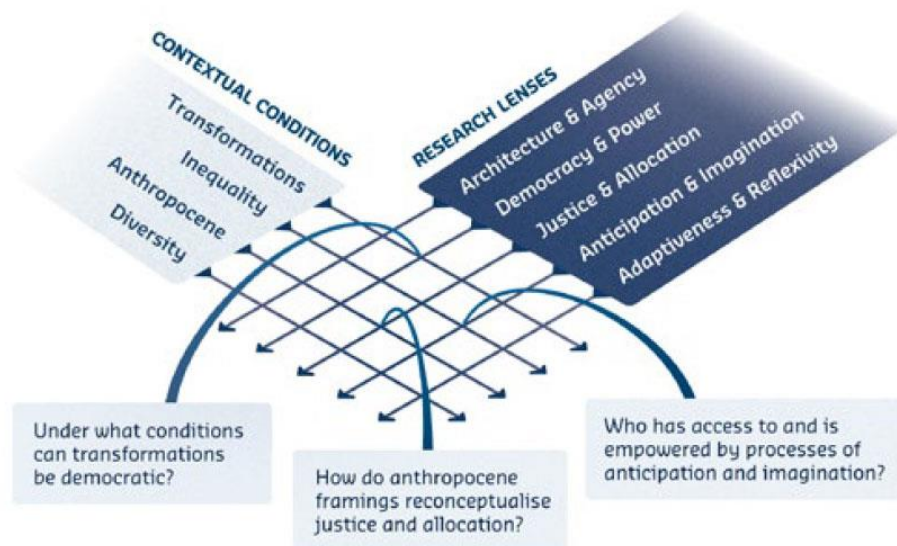 CONTEXTUAL CONDITIONS
Transformations
Inequality
Anthropocene
Diversity
RESEARCH LENSES
Architecture & Agency
Democracy & Power
Justice & Allocation
Anticipation & Imagination
Adaptiveness & Reflexivity
Under what conditions
can transformations
be democratic?
How do anthropocene
framings reconceptualise
justice and allocation?
Who has access to and is
empowered by processes of
anticipation and imagination?